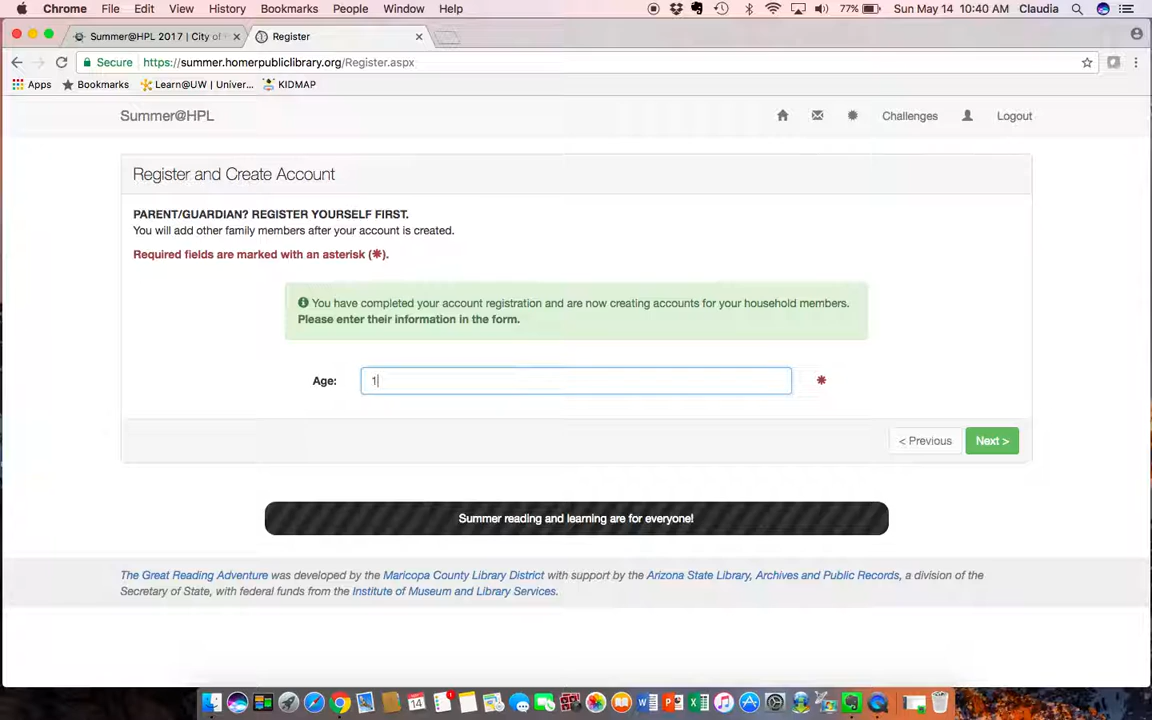 Chrome File Edit View History Bookmarks People Window Help 77% Sun May 14 10:40 AM Claudia
Summer@HPL 2017 | City of Register
Secure https://summer.homerpubliclibrary.org/Register.aspx
Apps Bookmarks Learn@UW | Univer... KIDMAP
Summer@HPL Challenges Logout
Register and Create Account
PARENT/GUARDIAN? REGISTER YOURSELF FIRST.
You will add other family members after your account is created.
Required fields are marked with an asterisk (*).
You have completed your account registration and are now creating accounts for your household members.
Please enter their information in the form.
Age: 1 *
< Previous Next >
Summer reading and learning are for everyone!
The Great Reading Adventure was developed by the Maricopa County Library District with support by the Arizona State Library, Archives and Public Records, a division of the
Secretary of State, with federal funds from the Institute of Museum and Library Services.